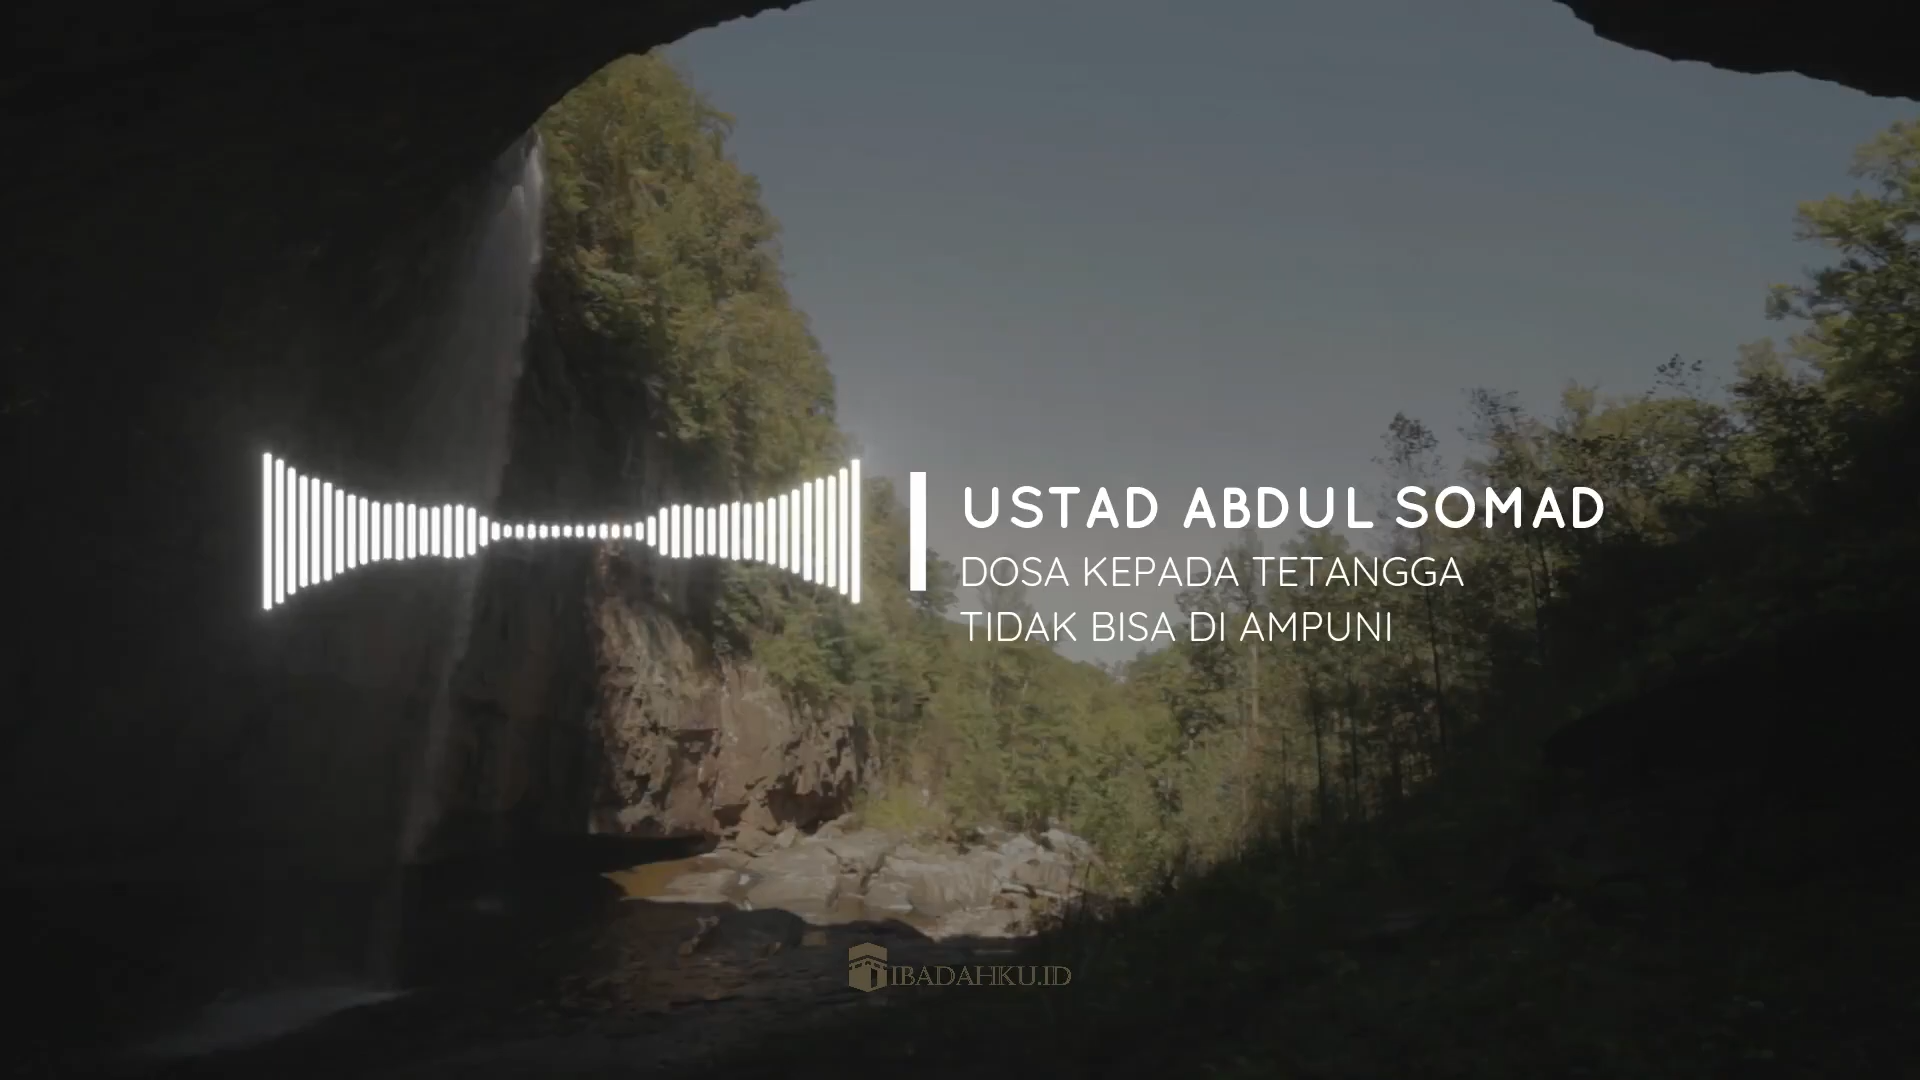 USTAD ABDUL SOMAD
DOSA KEPADA TETANGGA
TIDAK BISA DI AMPUNI
IBADAHKU.ID